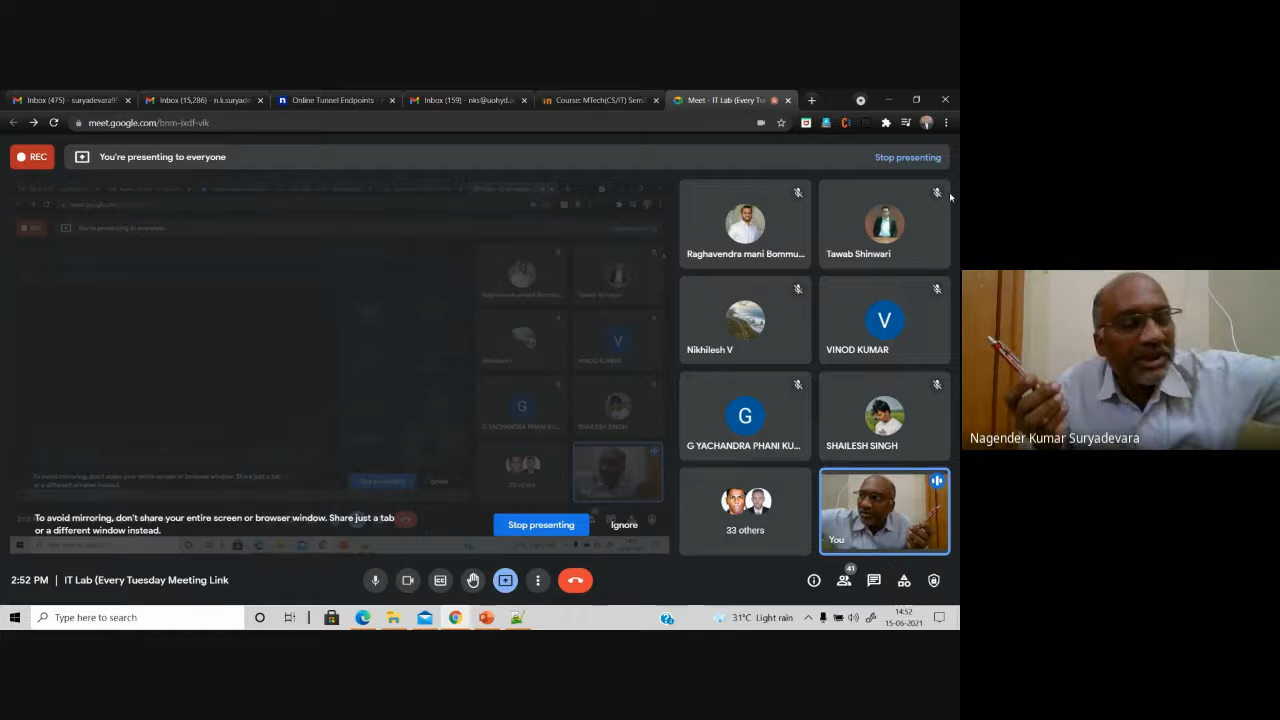 Inbox (475) - suryadevara9
Inbox (15,286) - n.k.suryade
Online Tunnel Endpoints - r
Inbox (159) - nks@uohyd.a
Course: MTech(CS/IT) Sem
Meet - IT Lab (Every Tu
meet.google.com/bnm-ixdf-vik
REC
You're presenting to everyone
Stop presenting
Raghavendra mani Bommu...
Tawab Shinwari
Nikhilesh V
V
VINOD KUMAR
G
G YACHANDRA PHANI KU...
SHAILESH SINGH
33 others
You
To avoid mirroring, don't share your entire screen or browser window. Share just a tab
or a different window instead.
Stop presenting
Ignore
2:52 PM | IT Lab (Every Tuesday Meeting Link
41
Type here to search
31°C Light rain
14:52
15-06-2021
Nagender Kumar Suryadevara